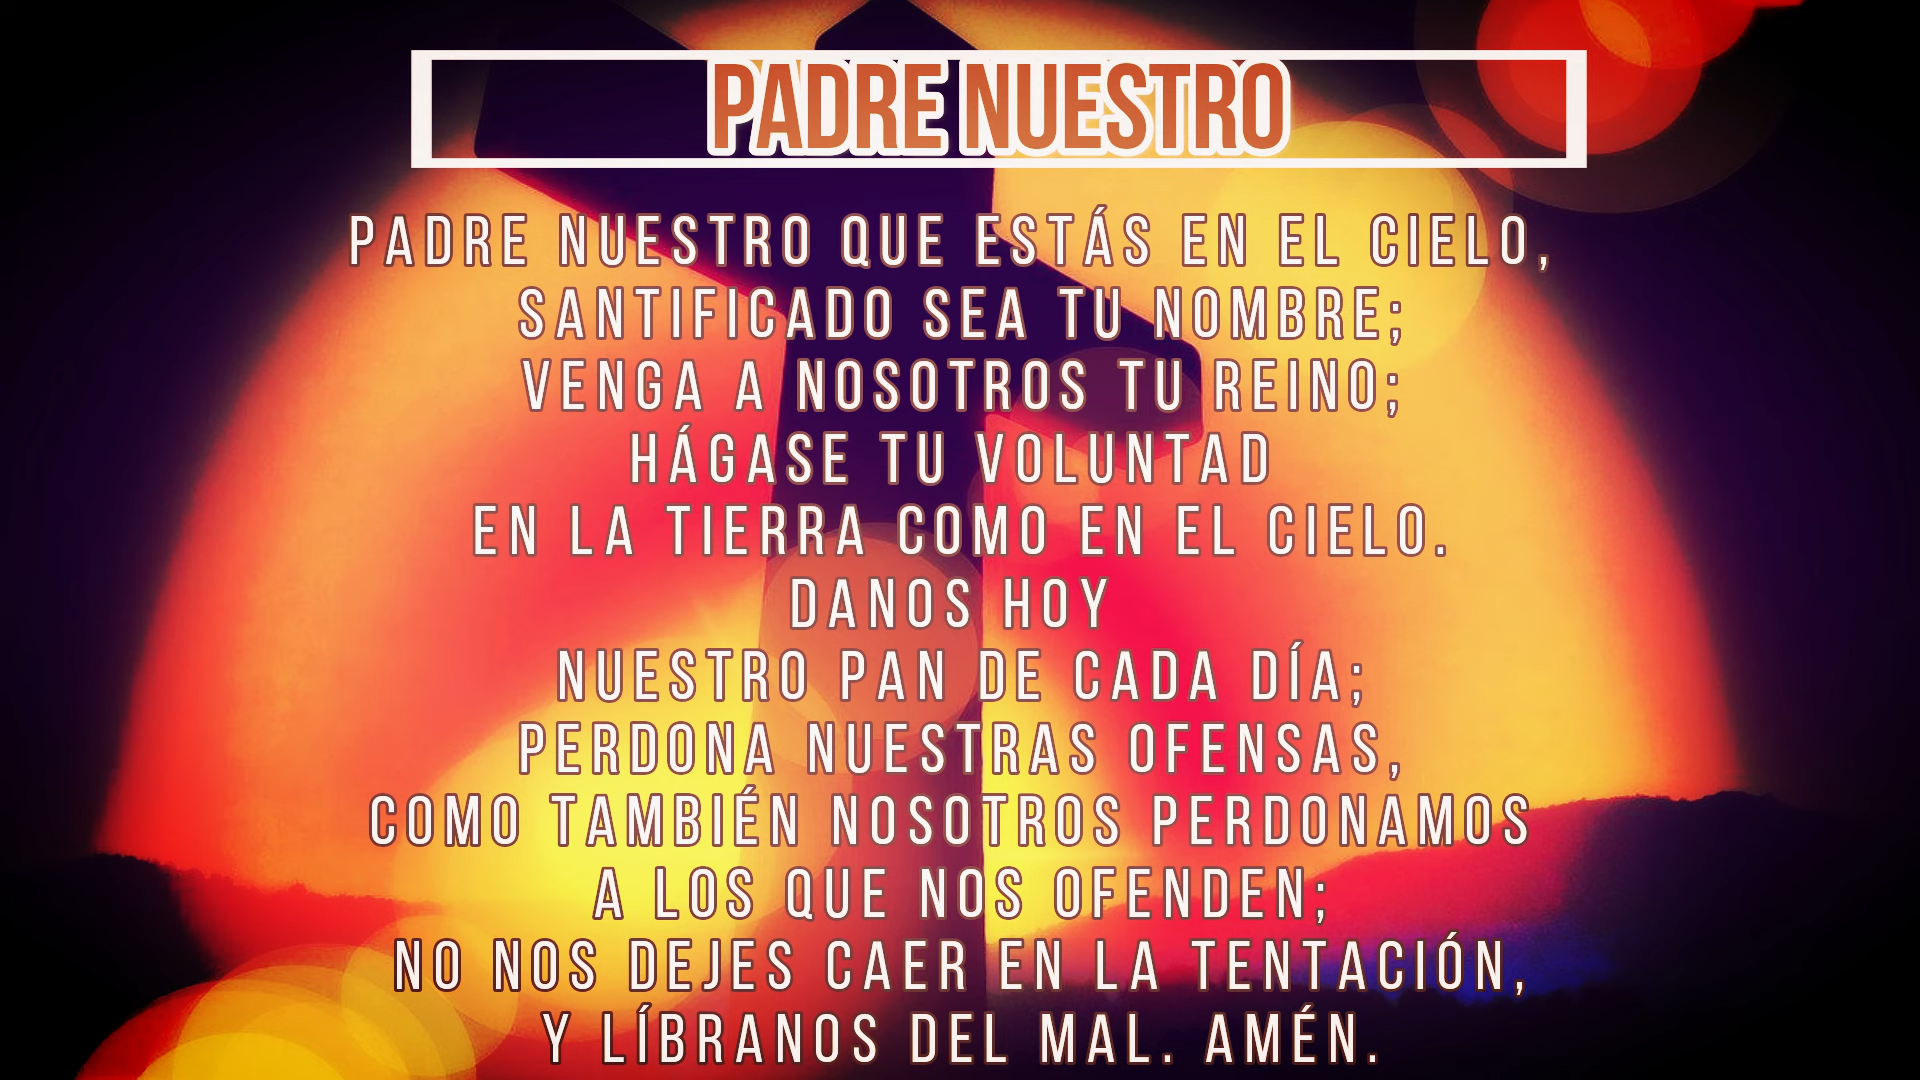 PADRE NUESTRO
PADRE NUESTRO QUE ESTÁS EN EL CIELO,
SANTIFICADO SEA TU NOMBRE;
VENGA A NOSOTROS TU REINO;
HÁGASE TU VOLUNTAD
EN LA TIERRA COMO EN EL CIELO.
DANOS HOY
NUESTRO PAN DE CADA DÍA;
PERDONA NUESTRAS OFENSAS,
COMO TAMBIÉN NOSOTROS PERDONAMOS
A LOS QUE NOS OFENDEN;
NO NOS DEJES CAER EN LA TENTACIÓN,
Y LÍBRANOS DEL MAL. AMÉN.